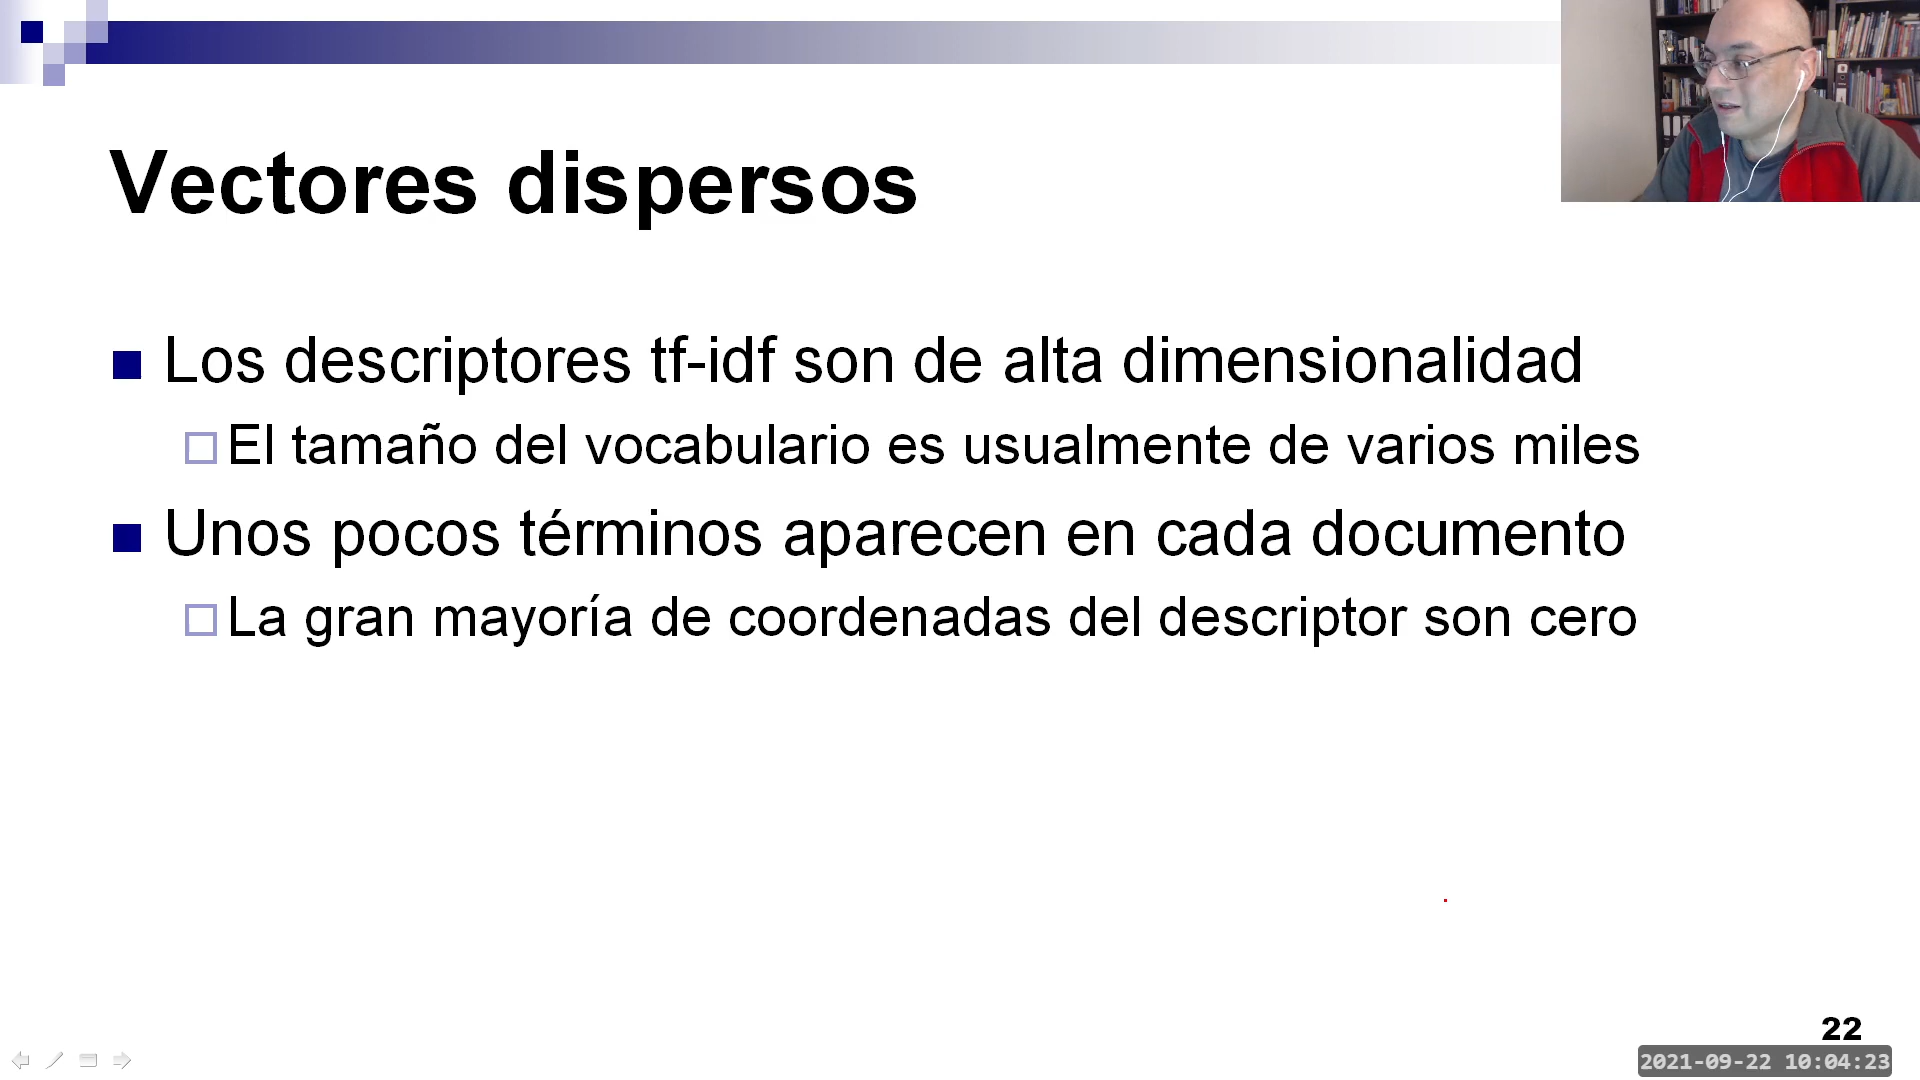 Vectores dispersos
Los descriptores tf-idf son de alta dimensionalidad
El tamaño del vocabulario es usualmente de varios miles
Unos pocos términos aparecen en cada documento
La gran mayoría de coordenadas del descriptor son cero
22
2021-09-22 10:04:23